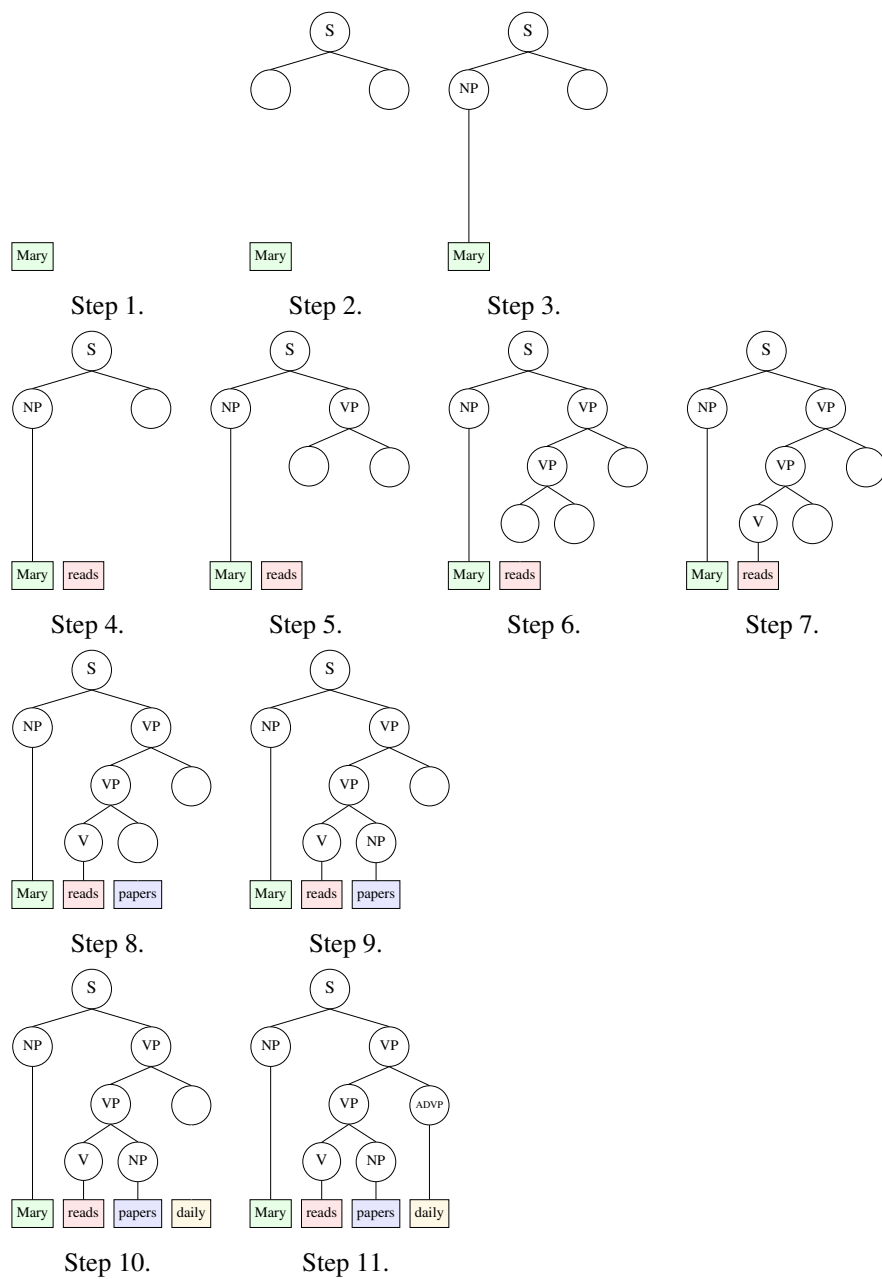 S S
NP
Mary Mary Mary
Step 1. Step 2. Step 3.
S S S S
NP NP VP NP VP NP VP
VP VP
V
Mary reads Mary reads Mary reads Mary reads
Step 4. Step 5. Step 6. Step 7.
S S
NP VP NP VP
VP VP
V V NP
Mary reads papers Mary reads papers
Step 8. Step 9.
S S
NP VP NP VP
VP VP ADVP
V NP V NP
Mary reads papers daily Mary reads papers daily
Step 10. Step 11.